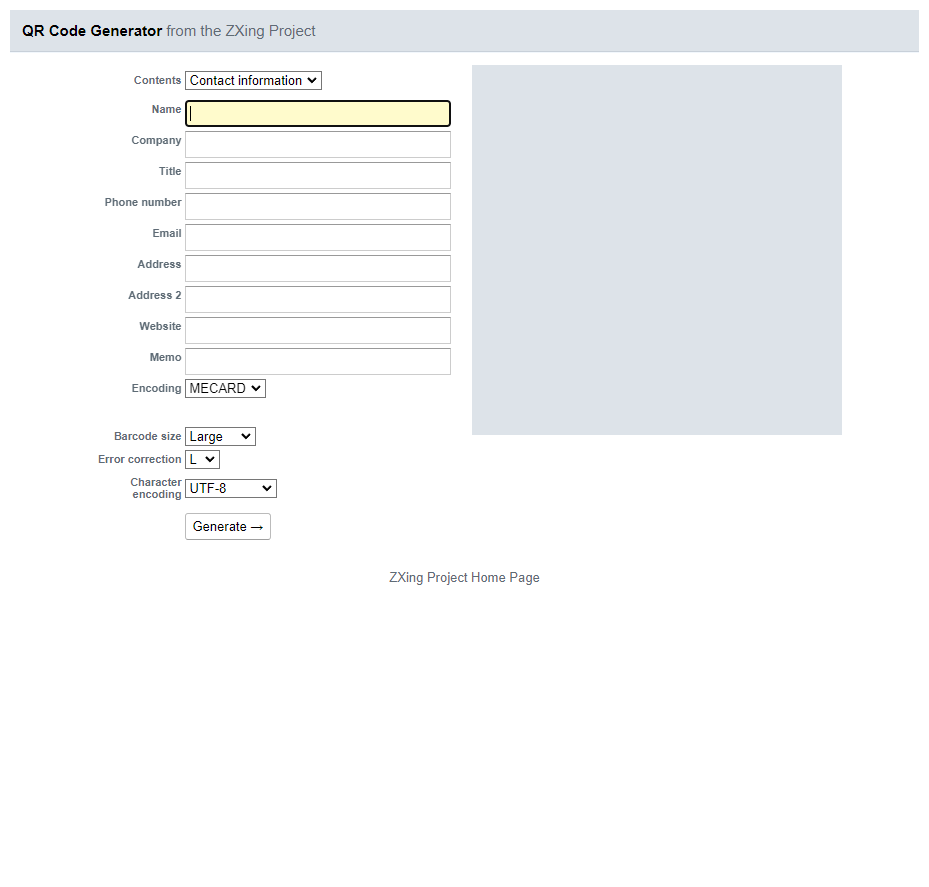 QR Code Generator from the ZXing Project
Contents Contact information
Name
Company
Title
Phone number
Email
Address
Address 2
Website
Memo
Encoding MECARD
Barcode size Large
Error correction L
Character
encoding UTF-8
Generate →
ZXing Project Home Page